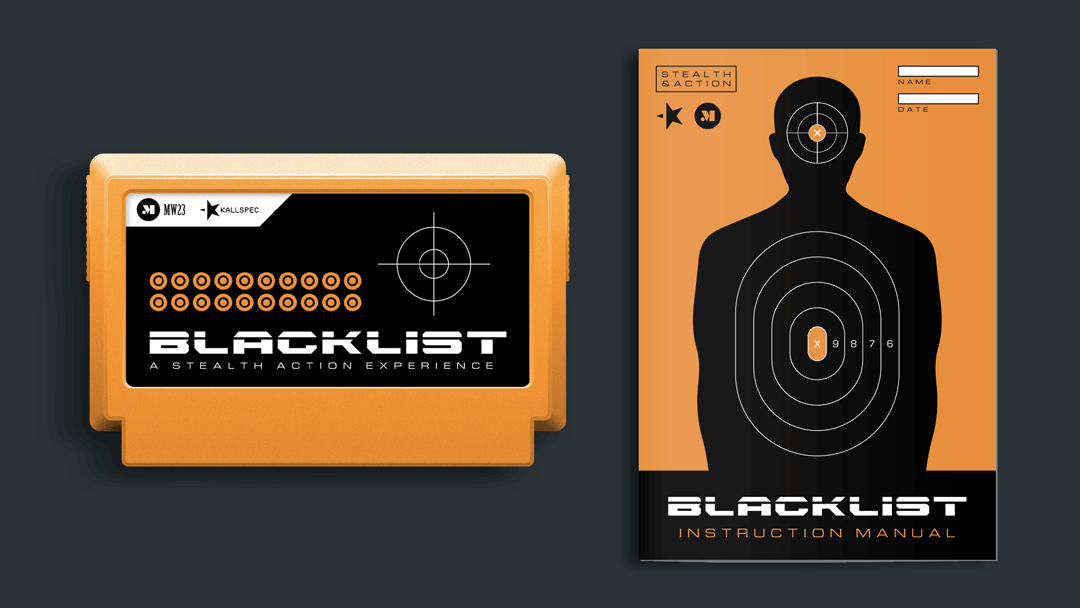 MW23
KALLSPEC
BLACKLIST
A STEALTH ACTION EXPERIENCE
STEALTH
&ACTION
NAME
DATE
M
X
X 9 8 7 6
BLACKLIST
INSTRUCTION MANUAL